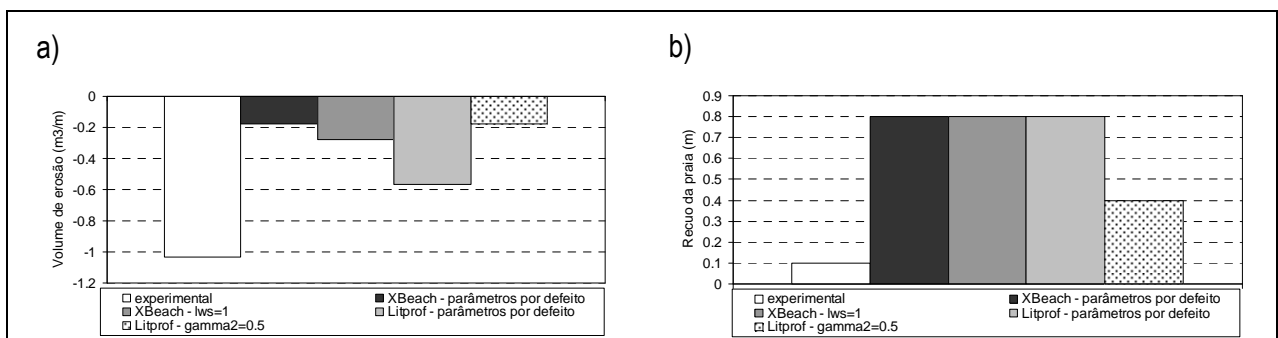 a)
Volume de erosão (m3/m)
0
-0.2
-0.4
-0.6
-0.8
-1
-1.2
experimental
XBeach - parâmetros por defeito
XBeach - lws=1
Litprof - parâmetros por defeito
Litprof - gamma2=0.5
b)
Recuo da praia (m)
0.9
0.8
0.7
0.6
0.5
0.4
0.3
0.2
0.1
0
experimental
XBeach - parâmetros por defeito
XBeach - lws=1
Litprof - parâmetros por defeito
Litprof - gamma2=0.5